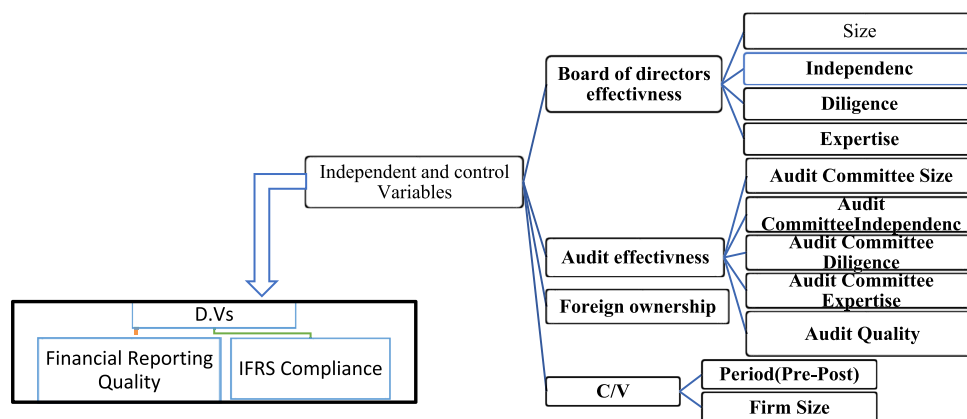 Size
Board of directors
effectivness
Independenc
Diligence
Expertise
Independent and control
Variables
Audit Committee Size
Audit
CommitteeIndependenc
Audit effectivness
Audit Committee
Diligence
Audit Committee
Expertise
Foreign ownership
Audit Quality
D.Vs
Financial Reporting
Quality
IFRS Compliance
C/V
Period(Pre-Post)
Firm Size